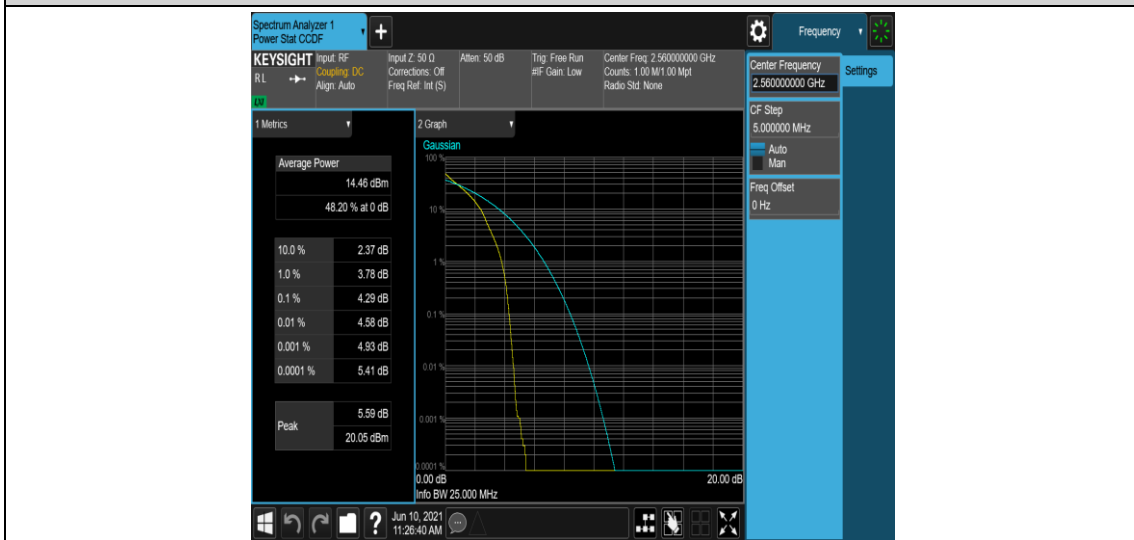 Spectrum Analyzer 1
Power Stat CCDF
+
Frequency
KEYSIGHT
RL
LXI
Input: RF
Coupling: DC
Align: Auto
Input Z: 50 Ω
Corrections: Off
Freq Ref: Int (S)
Atten: 50 dB
Trig: Free Run
#IF Gain: Low
Center Freq: 2.560000000 GHz
Counts: 1.00 M/1.00 Mpt
Radio Std: None
Center Frequency
2.560000000 GHz
Settings
CF Step
5.000000 MHz
Auto
Man
Freq Offset
0 Hz
1 Metrics
Average Power
14.46 dBm
48.20 % at 0 dB
10.0 % 2.37 dB
1.0 % 3.78 dB
0.1 % 4.29 dB
0.01 % 4.58 dB
0.001 % 4.93 dB
0.0001 % 5.41 dB
Peak 5.59 dB
20.05 dBm
2 Graph
Gaussian
100 %
10 %
1 %
0.1 %
0.01 %
0.001 %
0.0001 %
0.00 dB 20.00 dB
Info BW 25.000 MHz
?
Jun 10, 2021
11:26:40 AM